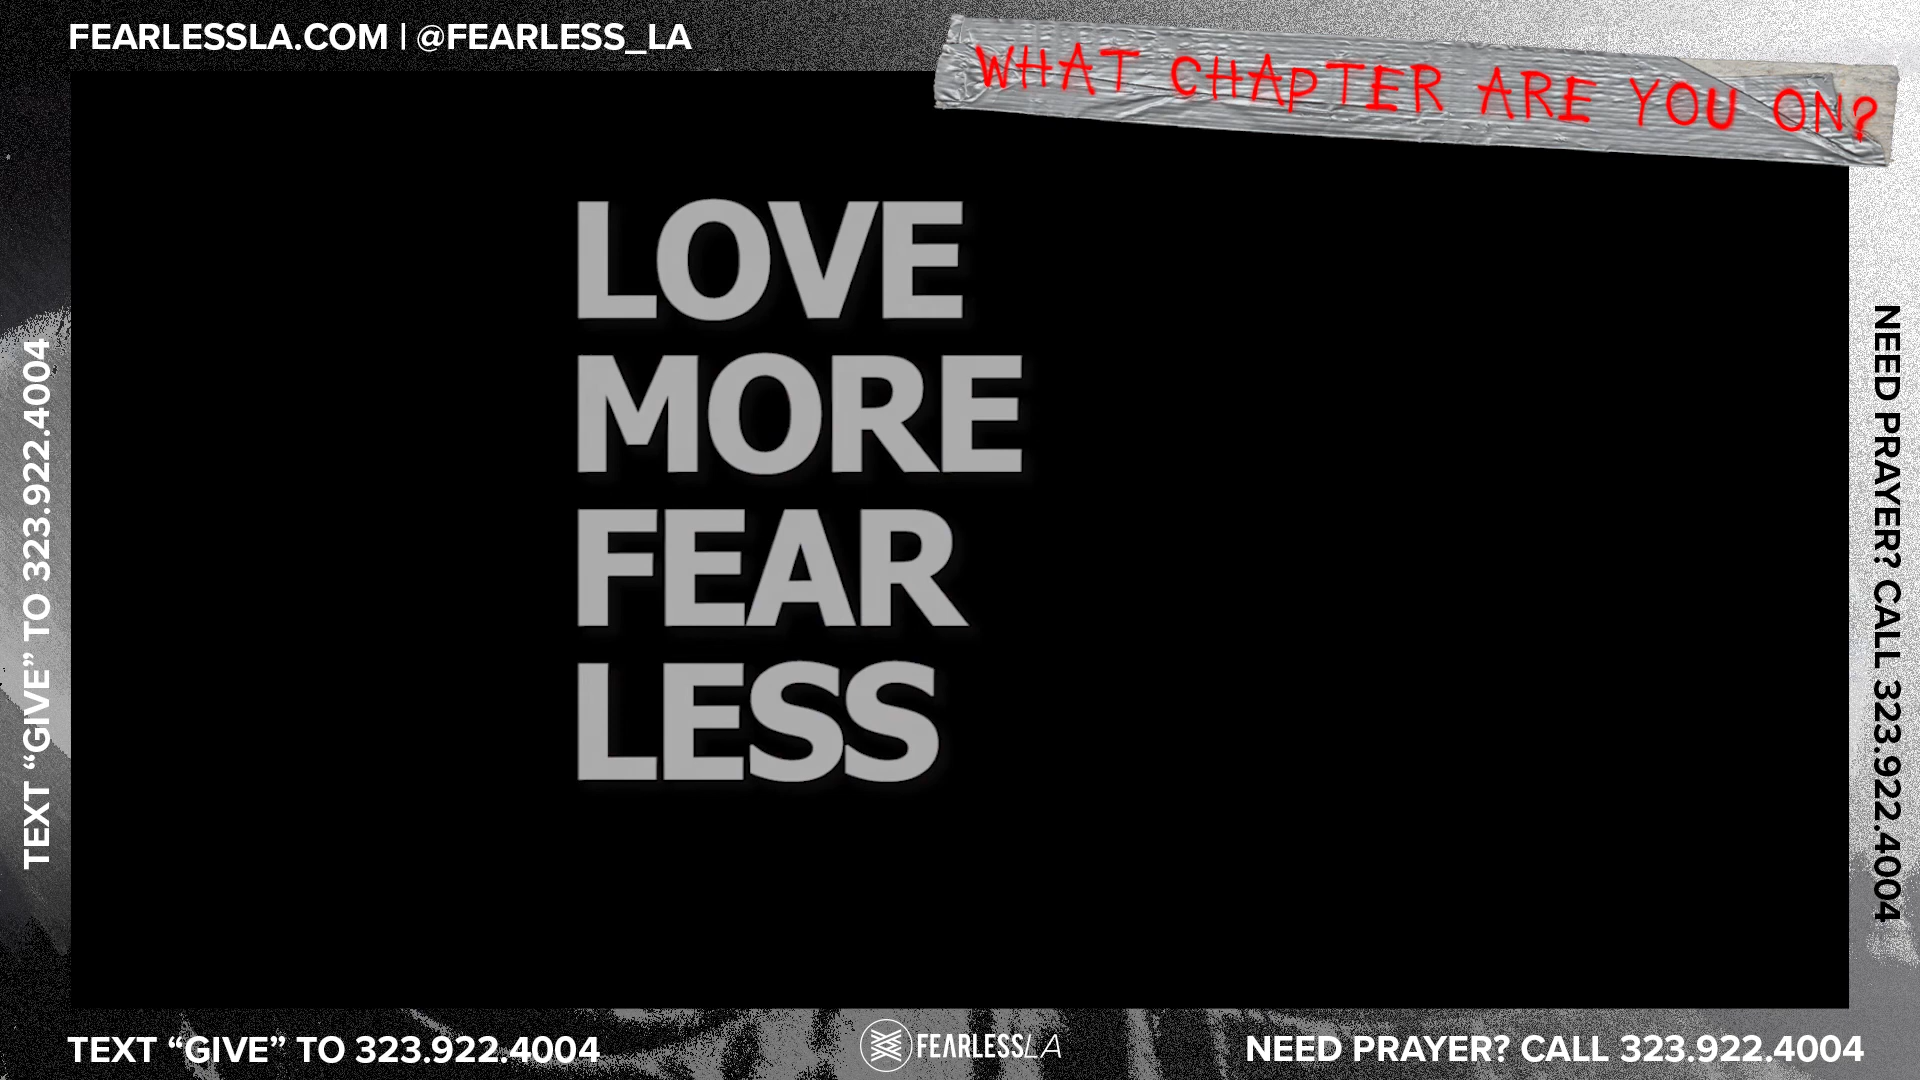 FEARLESSLA.COM | @FEARLESS_LA
WHAT CHAPTER ARE YOU ON?
LOVE
MORE
FEAR
LESS
TEXT “GIVE” TO 323.922.4004
NEED PRAYER? CALL 323.922.4004
TEXT “GIVE” TO 323.922.4004
FEARLESSLA
NEED PRAYER? CALL 323.922.4004